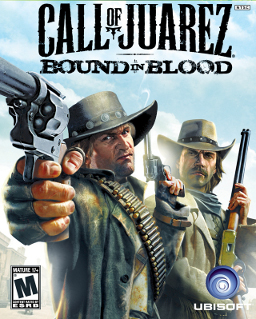 CALL OF JUAREZ
BOUND IN BLOOD
MATURE 17+
M
ESRB
UBISOFT